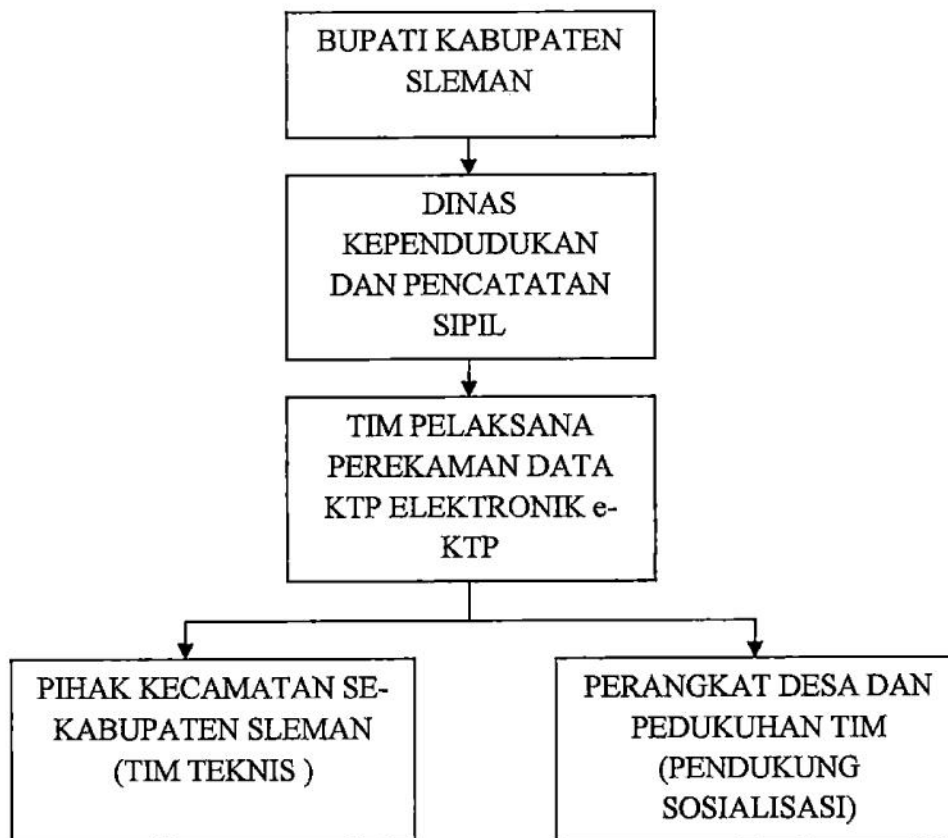 BUPATI KABUPATEN
SLEMAN
DINAS
KEPENDUDUKAN
DAN PENCATATAN
SIPIL
TIM PELAKSANA
PEREKAMAN DATA
KTP ELEKTRONIK e-
KTP
PIHAK KECAMATAN SE-
KABUPATEN SLEMAN
(TIM TEKNIS )
PERANGKAT DESA DAN
PEDUKUHAN TIM
(PENDUKUNG
SOSIALISASI)